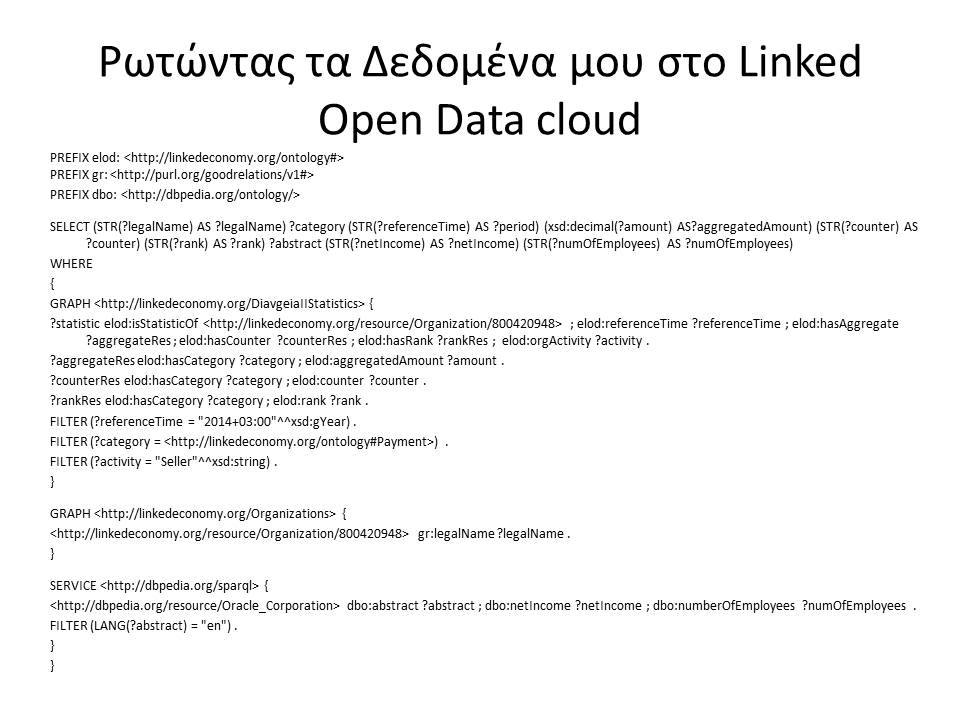 Ρωτώντας τα Δεδομένα μου στο Linked
Open Data cloud
PREFIX elod: <http://linkedeconomy.org/ontology#>
PREFIX gr: <http://purl.org/goodrelations/v1#>
PREFIX dbo: <http://dbpedia.org/ontology/>
SELECT (STR(?legalName) AS ?legalName) ?category (STR(?referenceTime) AS ?period) (xsd:decimal(?amount) AS?aggregatedAmount) (STR(?counter) AS
?counter) (STR(?rank) AS ?rank) ?abstract (STR(?netIncome) AS ?netIncome) (STR(?numOfEmployees) AS ?numOfEmployees)
WHERE
{
GRAPH <http://linkedeconomy.org/DiavgeiaIIStatistics> {
?statistic elod:isStatisticOf <http://linkedeconomy.org/resource/Organization/800420948> ; elod:referenceTime ?referenceTime ; elod:hasAggregate
?aggregateRes ; elod:hasCounter ?counterRes ; elod:hasRank ?rankRes ; elod:orgActivity ?activity .
?aggregateRes elod:hasCategory ?category ; elod:aggregatedAmount ?amount .
?counterRes elod:hasCategory ?category ; elod:counter ?counter .
?rankRes elod:hasCategory ?category ; elod:rank ?rank .
FILTER (?referenceTime = "2014+03:00"^^xsd:gYear) .
FILTER (?category = <http://linkedeconomy.org/ontology#Payment>) .
FILTER (?activity = "Seller"^^xsd:string) .
}
GRAPH <http://linkedeconomy.org/Organizations> {
<http://linkedeconomy.org/resource/Organization/800420948> gr:legalName ?legalName .
}
SERVICE <http://dbpedia.org/sparql> {
<http://dbpedia.org/resource/Oracle_Corporation> dbo:abstract ?abstract ; dbo:netIncome ?netIncome ; dbo:numberOfEmployees ?numOfEmployees .
FILTER (LANG(?abstract) = "en") .
}
}